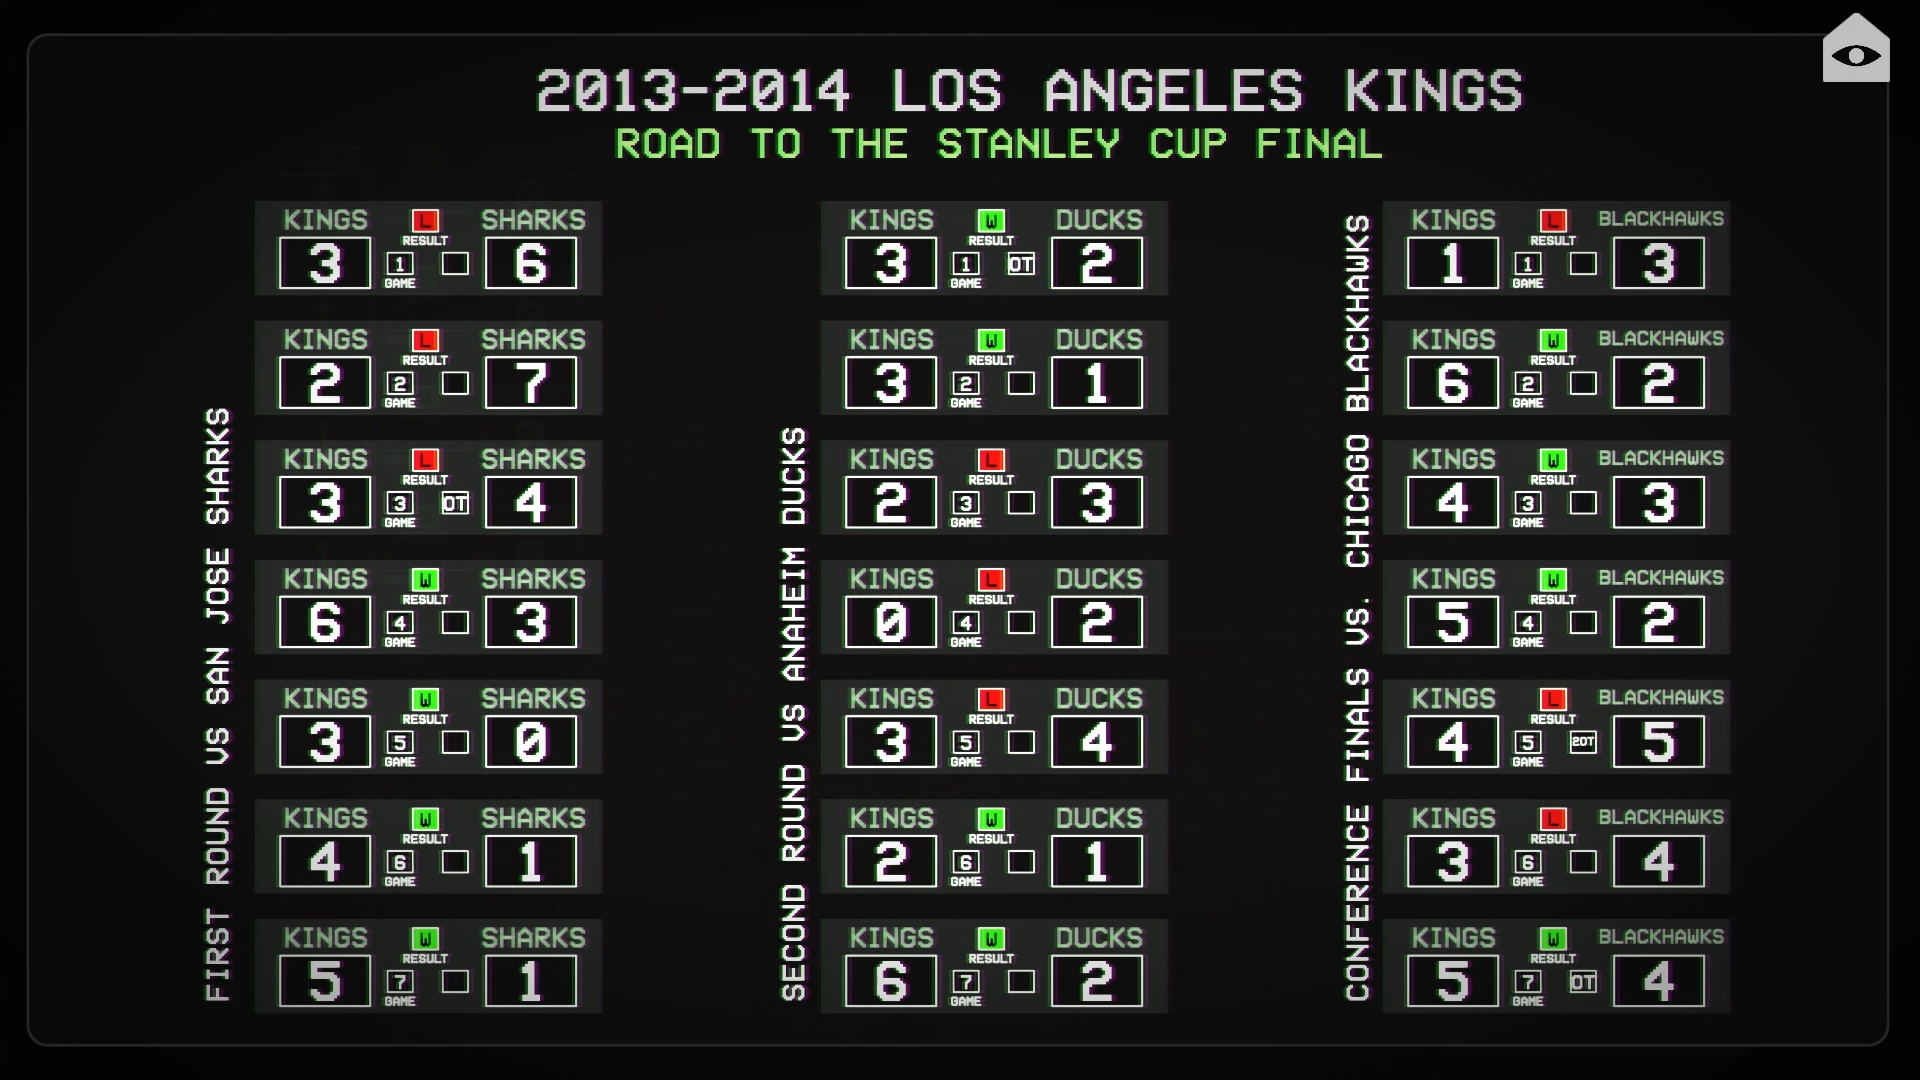 2013-2014 LOS ANGELES KINGS
ROAD TO THE STANLEY CUP FINAL
FIRST ROUND VS SAN JOSE SHARKS
KINGS L SHARKS
RESULT
3 1 6
GAME
KINGS L SHARKS
RESULT
2 2 7
GAME
KINGS L SHARKS
RESULT
3 3 OT 4
GAME
KINGS W SHARKS
RESULT
6 4 3
GAME
KINGS W SHARKS
RESULT
3 5 0
GAME
KINGS W SHARKS
RESULT
4 6 1
GAME
KINGS W SHARKS
RESULT
5 7 1
GAME
SECOND ROUND VS ANAHEIM DUCKS
KINGS W DUCKS
RESULT
3 1 OT 2
GAME
KINGS W DUCKS
RESULT
3 2 1
GAME
KINGS L DUCKS
RESULT
2 3 3
GAME
KINGS L DUCKS
RESULT
0 4 2
GAME
KINGS L DUCKS
RESULT
3 5 4
GAME
KINGS W DUCKS
RESULT
2 6 1
GAME
KINGS W DUCKS
RESULT
6 7 2
GAME
CONFERENCE FINALS VS. CHICAGO BLACKHAWKS
KINGS L BLACKHAWKS
RESULT
1 1 3
GAME
KINGS W BLACKHAWKS
RESULT
6 2 2
GAME
KINGS W BLACKHAWKS
RESULT
4 3 3
GAME
KINGS W BLACKHAWKS
RESULT
5 4 2
GAME
KINGS L BLACKHAWKS
RESULT
4 5 2OT 5
GAME
KINGS L BLACKHAWKS
RESULT
3 6 4
GAME
KINGS W BLACKHAWKS
RESULT
5 7 OT 4
GAME